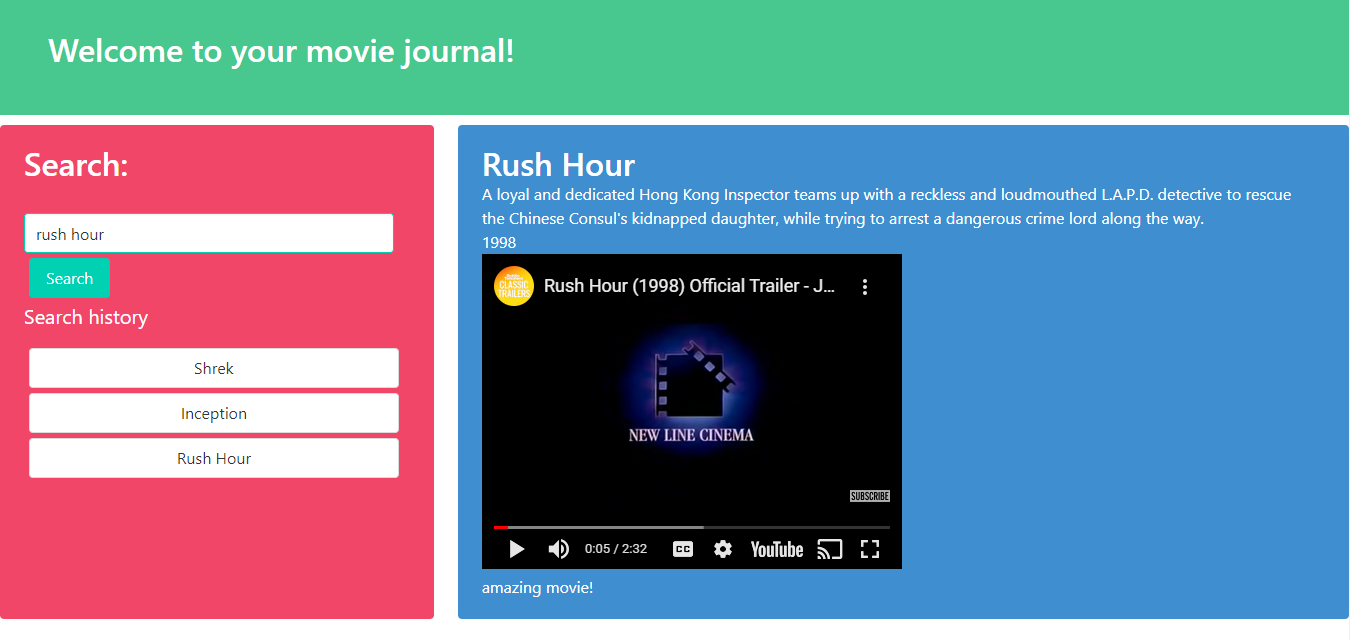 Welcome to your movie journal!
Search:
rush hour
Search
Search history
Shrek
Inception
Rush Hour
Rush Hour
A loyal and dedicated Hong Kong Inspector teams up with a reckless and loudmouthed L.A.P.D. detective to rescue
the Chinese Consul's kidnapped daughter, while trying to arrest a dangerous crime lord along the way.
1998
CLASSIC
TRAILERS
Rush Hour (1998) Official Trailer - J...
NEW LINE CINEMA
SUBSCRIBE
0:05 / 2:32
CC
YouTube
amazing movie!